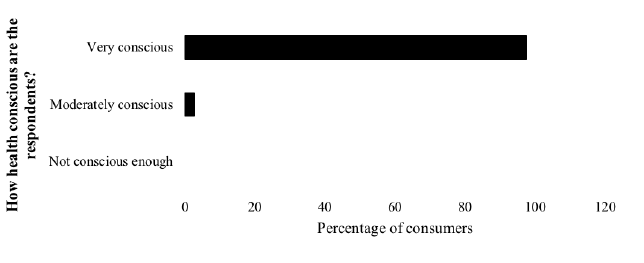 How health conscious are the
respondents?
Very conscious
Moderately conscious
Not conscious enough
0 20 40 60 80 100 120
Percentage of consumers